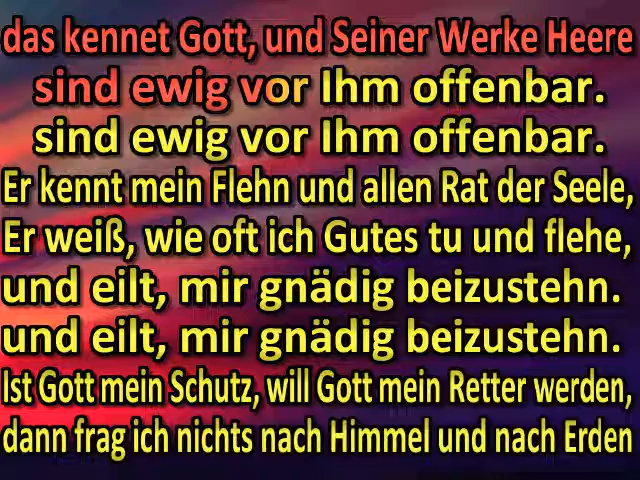 das kennet Gott, und Seiner Werke Heere
sind ewig vor Ihm offenbar.
sind ewig vor Ihm offenbar.
Er kennt mein Flehn und allen Rat der Seele,
Er weiß, wie oft ich Gutes tu und flehe,
und eilt, mir gnädig beizustehn.
und eilt, mir gnädig beizustehn.
Ist Gott mein Schutz, will Gott mein Retter werden,
dann frag ich nichts nach Himmel und nach Erden